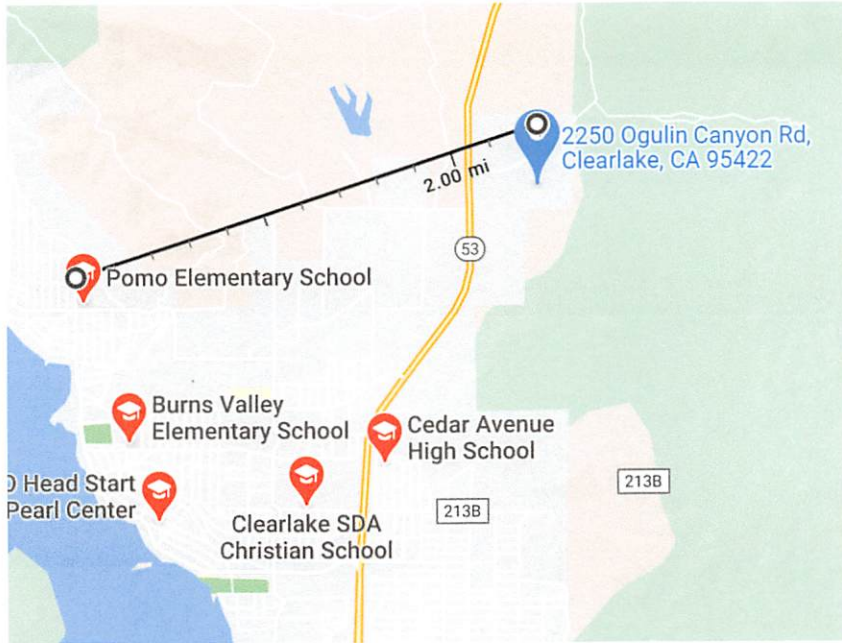 2250 Ogulin Canyon Rd,
Clearlake, CA 95422
2.00 mi
53
Pomo Elementary School
Burns Valley
Elementary School
Cedar Avenue
High School
Head Start
Pearl Center
213B
213B
Clearlake SDA
Christian School